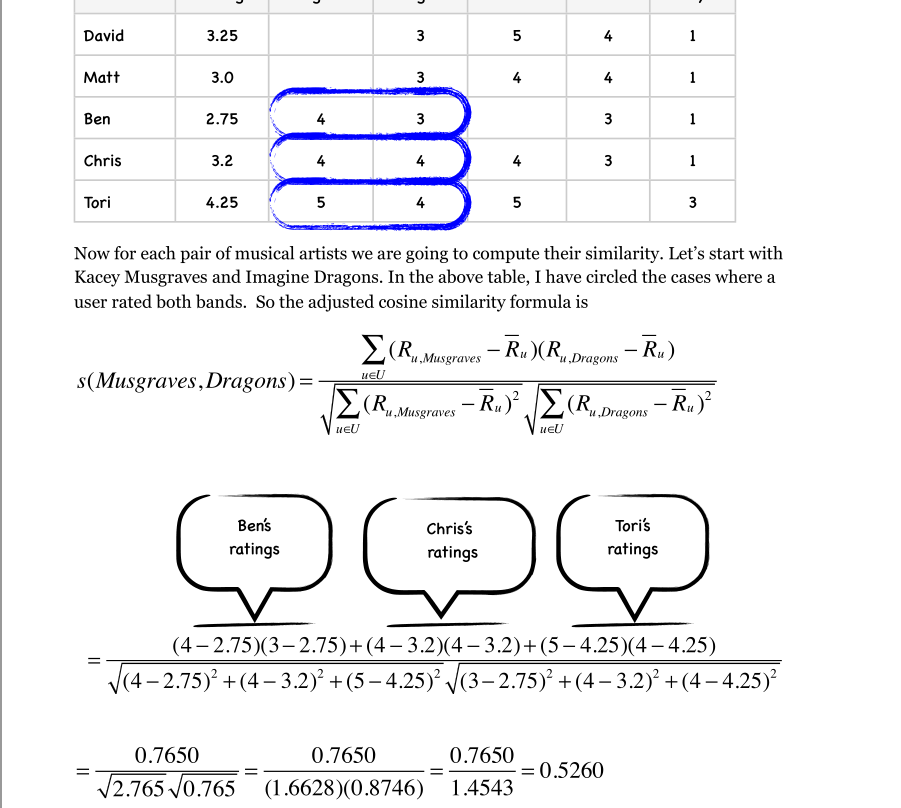 David 3.25 3 5 4 1
Matt 3.0 3 4 4 1
Ben 2.75 4 3 3 1
Chris 3.2 4 4 4 3 1
Tori 4.25 5 4 5 3
Now for each pair of musical artists we are going to compute their similarity. Let's start with
Kacey Musgraves and Imagine Dragons. In the above table, I have circled the cases where a
user rated both bands. So the adjusted cosine similarity formula is
s(Musgraves,Dragons) = \frac{\sum_{u∈U}(R_{u,Musgraves} − \overline{R}_u)(R_{u,Dragons} − \overline{R}_u)}{\sqrt{\sum_{u∈U}(R_{u,Musgraves} − \overline{R}_u)^2}\sqrt{\sum_{u∈U}(R_{u,Dragons} − \overline{R}_u)^2}}
Ben's
ratings
Chris's
ratings
Tori's
ratings
= \frac{(4−2.75)(3−2.75)+(4−3.2)(4−3.2)+(5−4.25)(4−4.25)}{\sqrt{(4−2.75)^2+(4−3.2)^2+(5−4.25)^2}\sqrt{(3−2.75)^2+(4−3.2)^2+(4−4.25)^2}}
= \frac{0.7650}{\sqrt{2.765}\sqrt{0.765}} = \frac{0.7650}{(1.6628)(0.8746)} = \frac{0.7650}{1.4543} = 0.5260